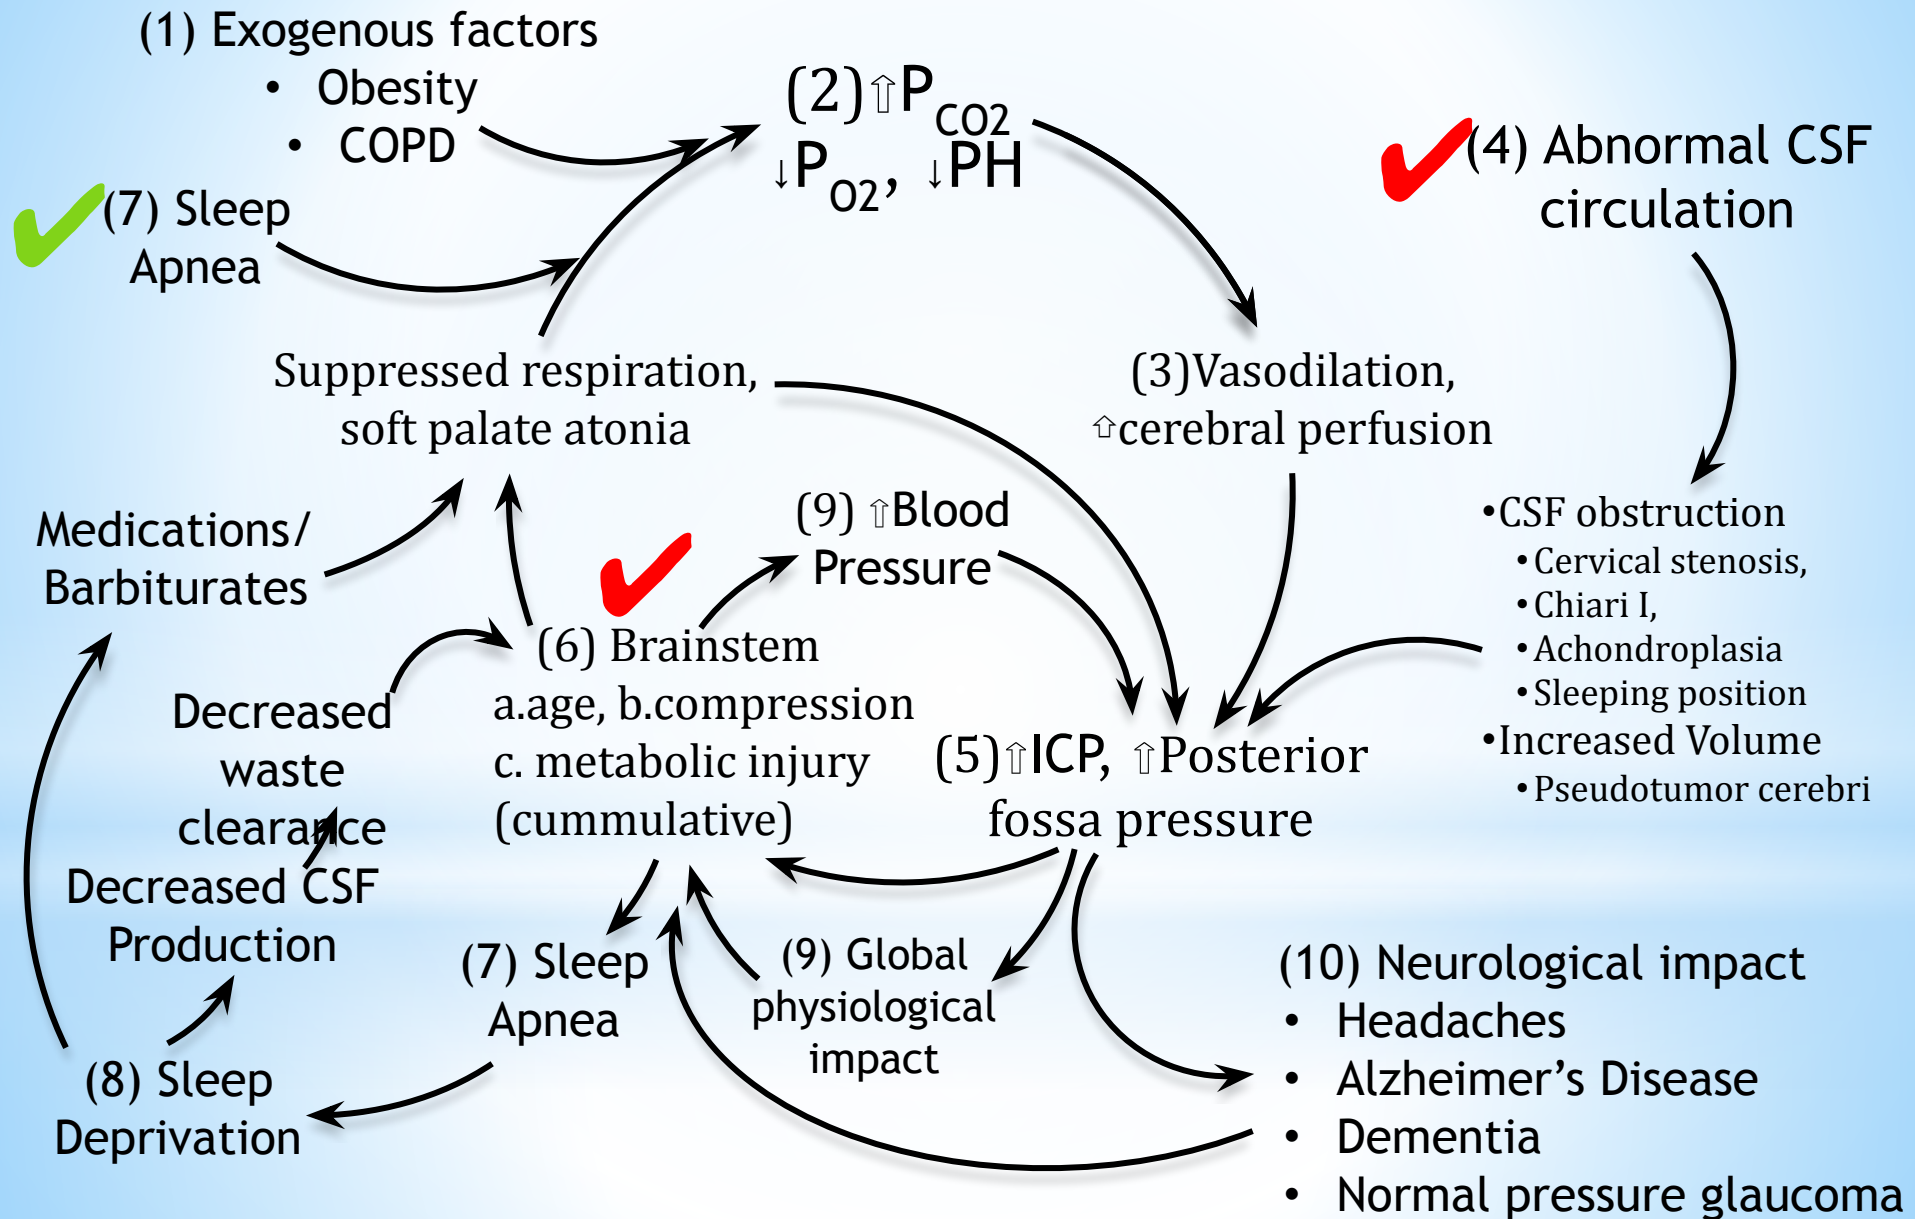 (1) Exogenous factors
• Obesity
• COPD
(2)⇧P CO2
↓P O2, ↓PH
(4) Abnormal CSF
circulation
(7) Sleep
Apnea
Suppressed respiration,
soft palate atonia
(3)Vasodilation,
⇧cerebral perfusion
Medications/
Barbiturates
(9) ⇧Blood
Pressure
•CSF obstruction
•Cervical stenosis,
•Chiari I,
•Achondroplasia
•Sleeping position
•Increased Volume
•Pseudotumor cerebri
(6) Brainstem
a.age, b.compression
c. metabolic injury
(cummulative)
Decreased
waste
clearance
(5)⇧ICP, ⇧Posterior
fossa pressure
Decreased CSF
Production
(7) Sleep
Apnea
(9) Global
physiological
impact
(10) Neurological impact
• Headaches
• Alzheimer’s Disease
• Dementia
• Normal pressure glaucoma
(8) Sleep
Deprivation